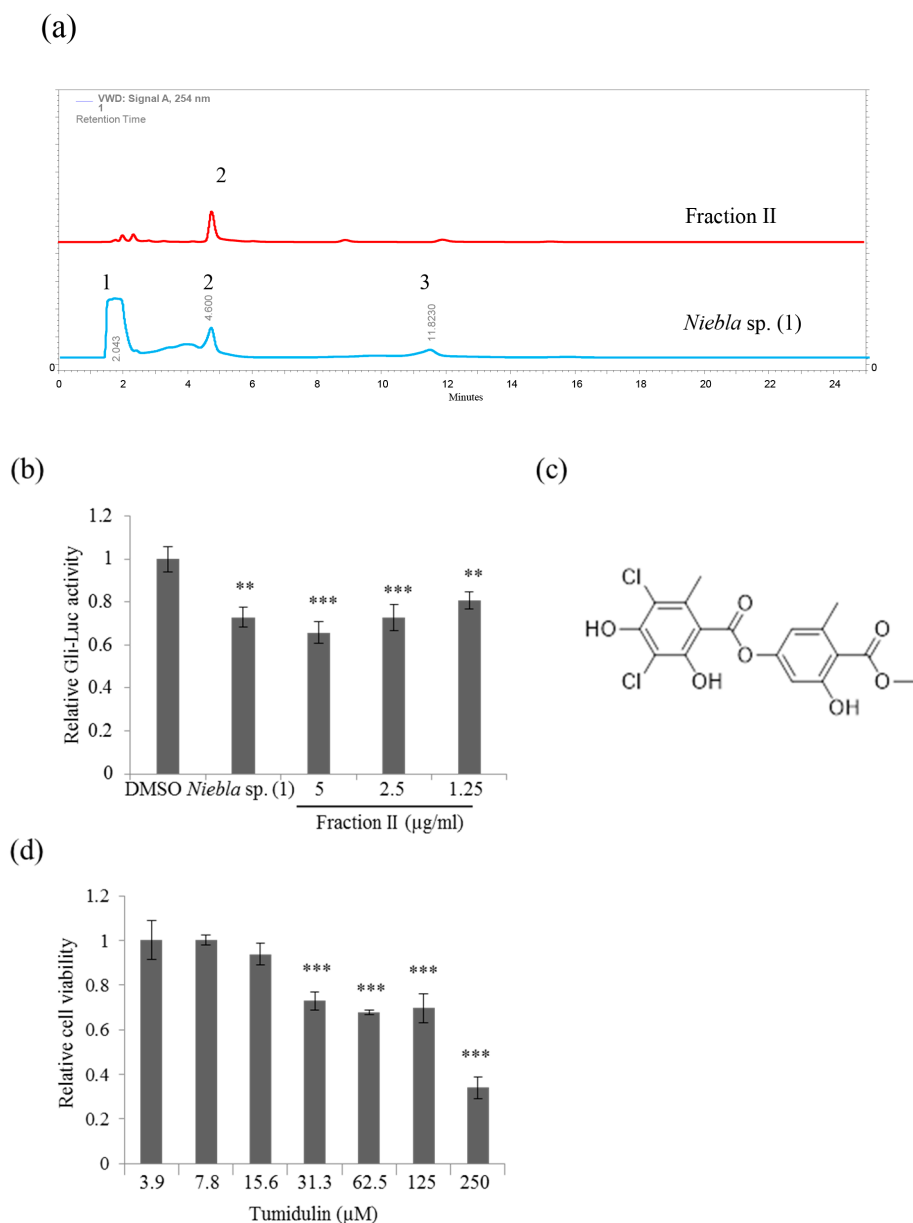 (a)
VWD: Signal A, 254 nm
1
Retention Time
2
Fraction II
1
2
3
2.043
4.600
11.8230
Niebla sp. (1)
0
0
0 2 4 6 8 10 12 14 16 18 20 22 24
Minutes
(b)
(c)
Relative Gli-Luc activity
1.2
1
0.8
0.6
0.4
0.2
0
**
***
***
**
DMSO Niebla sp. (1) 5 2.5 1.25
Fraction II (µg/ml)
Cl
HO
Cl
OH
O
O
O
O
OH
(d)
Relative cell viability
1.2
1
0.8
0.6
0.4
0.2
0
***
***
***
***
3.9 7.8 15.6 31.3 62.5 125 250
Tumidulin (µM)